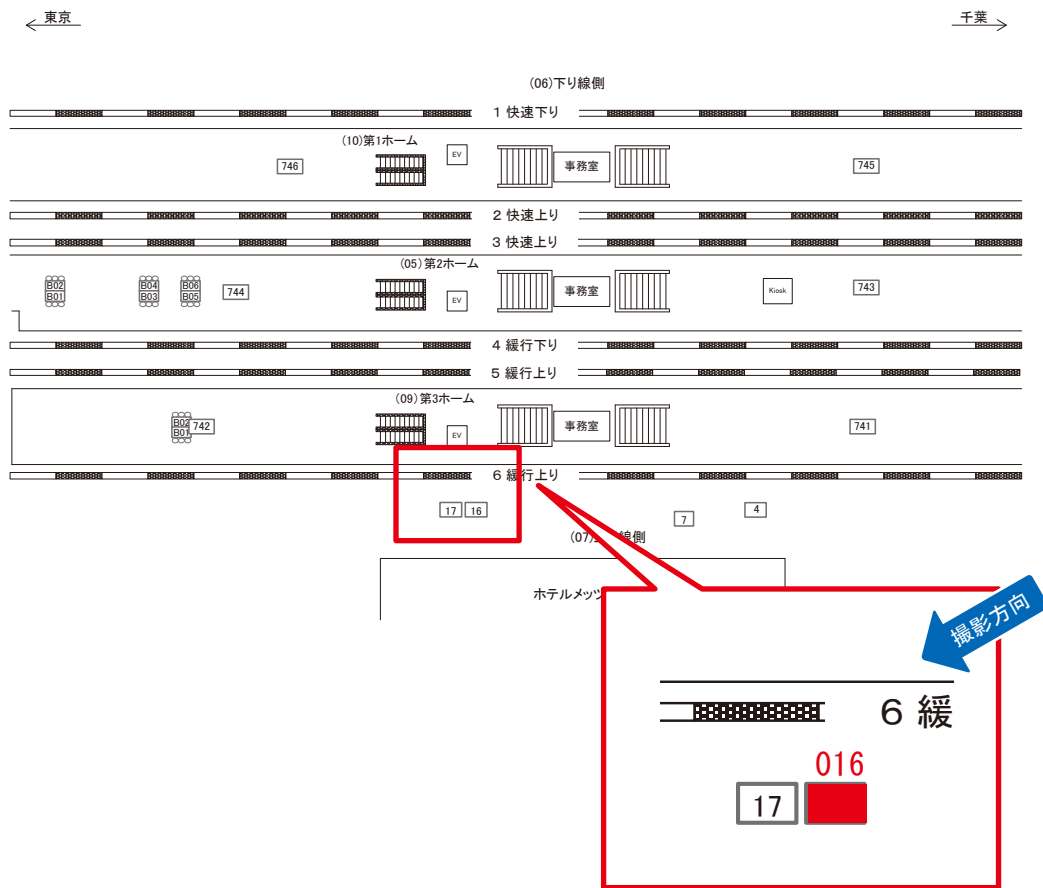 東京
千葉
(06)下り線側
1 快速下り
(10)第1ホーム
EV
746
事務室
745
2 快速上り
3 快速上り
(05)第2ホーム
B02
B01
B04
B03
B06
B05
744
EV
事務室
Kiosk
743
4 緩行下り
5 緩行上り
(09)第3ホーム
B02
B01
742
EV
事務室
741
6 緩行上り
17
16
7
4
(07)
線側
ホテルメッツ
撮影方向
6 緩
016
17